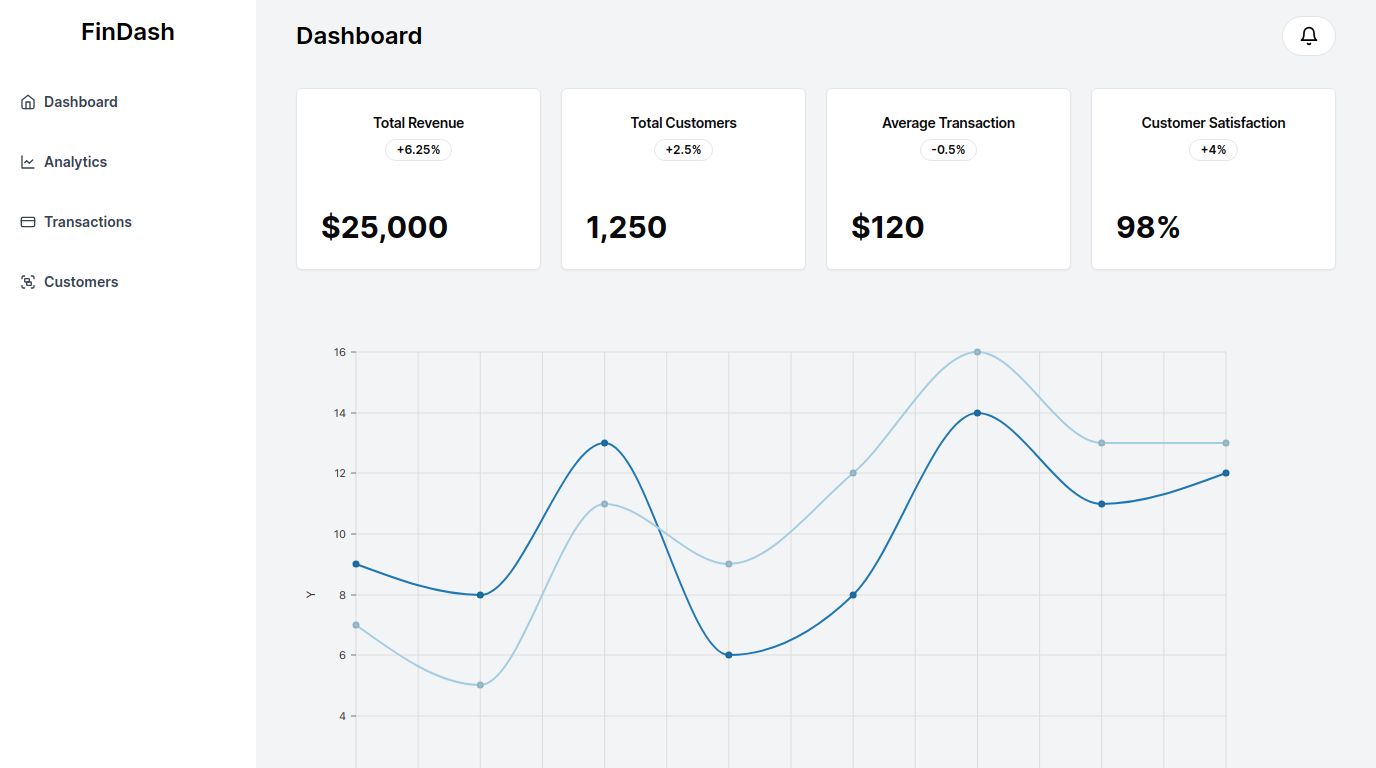 FinDash
Dashboard
Analytics
Transactions
Customers
Dashboard
Total Revenue
+6.25%
$25,000
Total Customers
+2.5%
1,250
Average Transaction
-0.5%
$120
Customer Satisfaction
+4%
98%
16
14
12
10
8
6
4
Y